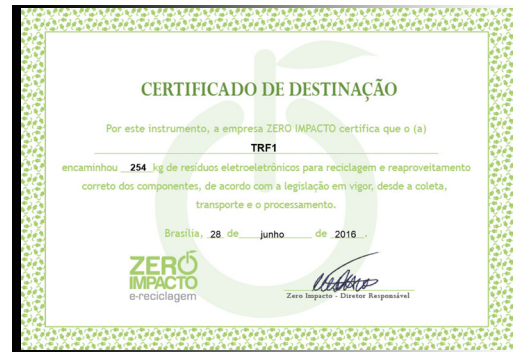 CERTIFICADO DE DESTINAÇÃO
Por este instrumento, a empresa ZERO IMPACTO certifica que o (a)
TRF1
encaminhou 254 kg de resíduos eletroeletrônicos para reciclagem e reaproveitamento
correto dos componentes, de acordo com a legislação em vigor, desde a coleta,
transporte e o processamento.
Brasília, 28 de junho de 2016.
ZERO
IMPACTO
e-reciclagem
Zero Impacto - Diretor Responsável